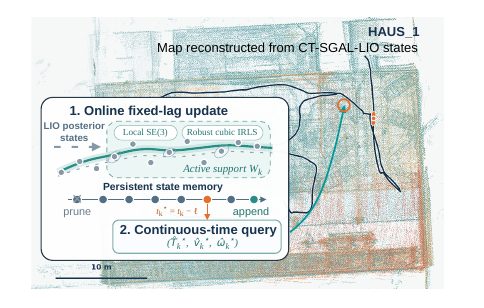 HAUS_1
Map reconstructed from CT-SGAL-LIO states
1. Online fixed-lag update
LIO posterior
states
Local SE(3)
Robust cubic IRLS
Active support Wₖ
Persistent state memory
prune
append
2. Continuous-time query
10 m